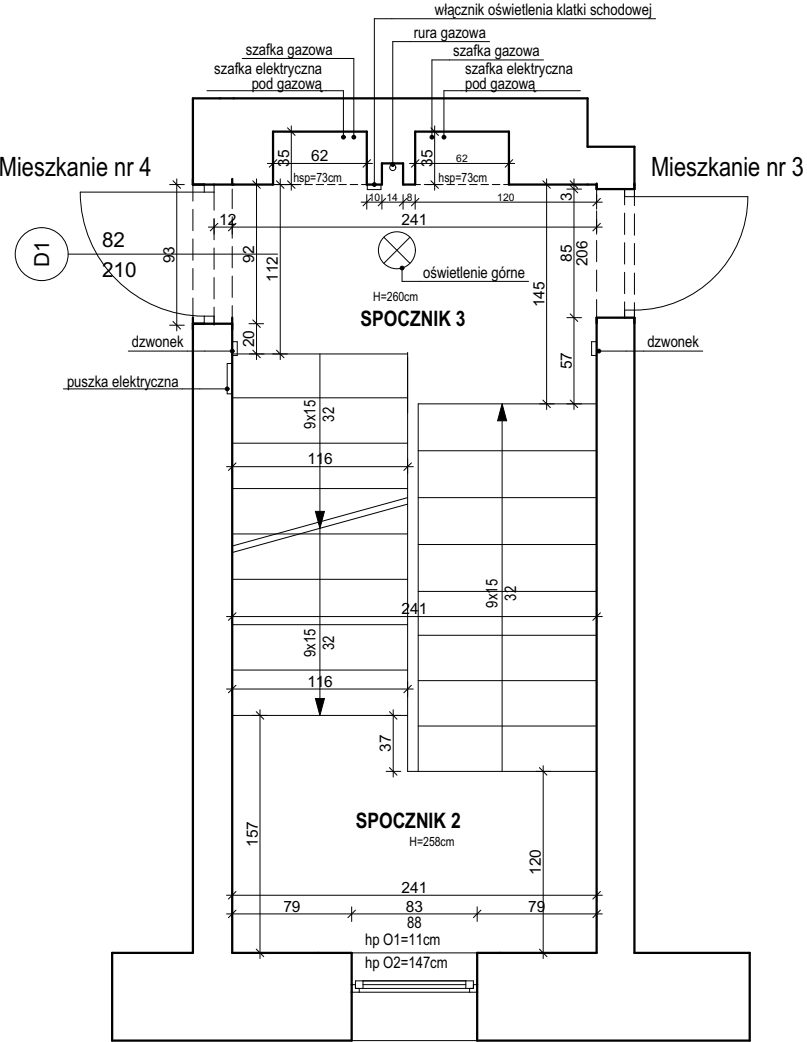 włącznik oświetlenia klatki schodowej
rura gazowa
szafka gazowa
szafka gazowa
szafka elektryczna
pod gazową
szafka elektryczna
pod gazową
Mieszkanie nr 4
Mieszkanie nr 3
35
62
35
62
hsp=73cm
hsp=73cm
10
14
8
120
3
12
241
D1
82
210
93
92
112
85
206
oświetlenie górne
145
H=260cm
SPOCZNIK 3
20
57
dzwonek
dzwonek
puszka elektryczna
9x15
32
116
9x15
32
241
9x15
32
116
37
157
SPOCZNIK 2
H=258cm
120
241
79
83
79
88
hp O1=11cm
hp O2=147cm